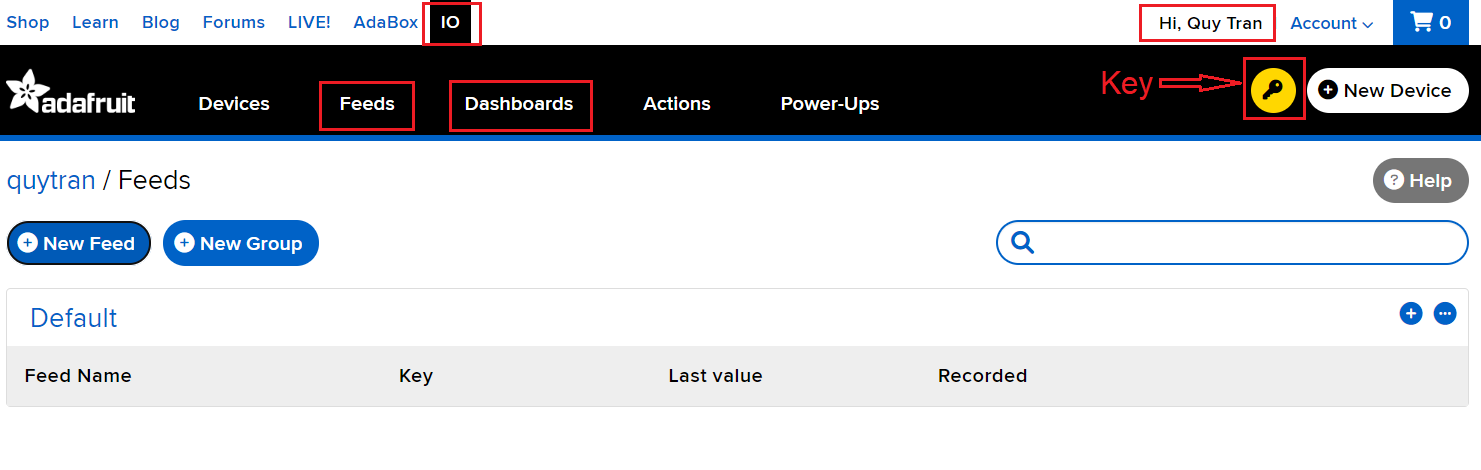 Shop Learn Blog Forums LIVE! AdaBox IO Hi, Quy Tran Account 0
adafruit Devices Feeds Dashboards Actions Power-Ups Key New Device
quytran / Feeds Help
New Feed New Group
Default
Feed Name Key Last value Recorded